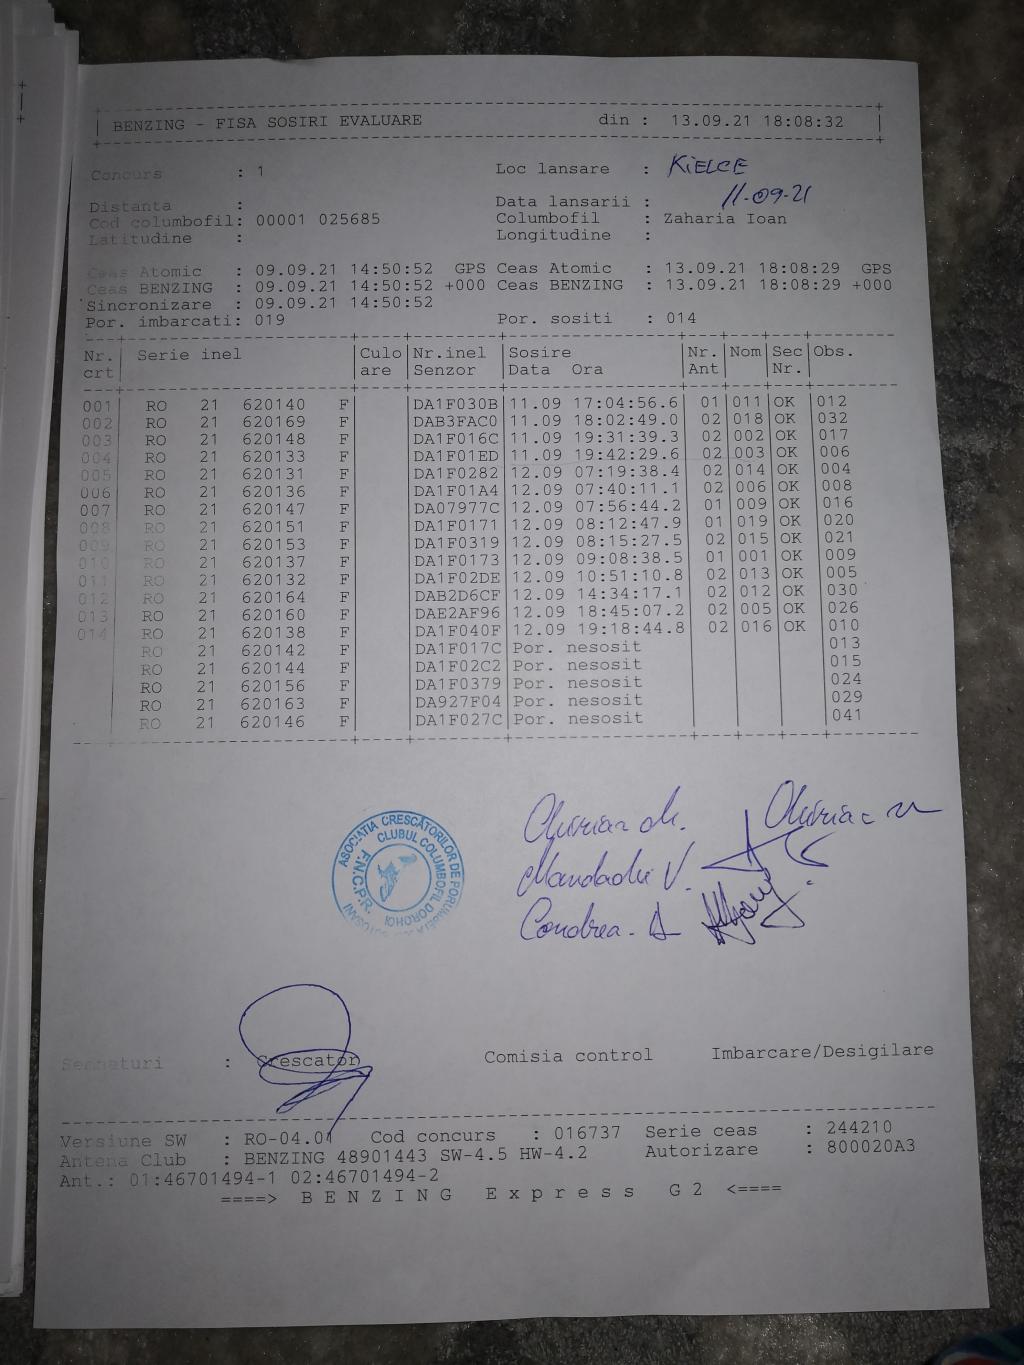 BENZING - FISA SOSIRI EVALUARE din : 13.09.21 18:08:32
Concurs : 1 Loc lansare : KIELCE
Distanta : Data lansarii : 11-09-21
Cod columbofil: 00001 025685 Columbofil : Zaharia Ioan
Latitudine : Longitudine :
Ceas Atomic : 09.09.21 14:50:52 GPS Ceas Atomic : 13.09.21 18:08:29 GPS
Ceas BENZING : 09.09.21 14:50:52 +000 Ceas BENZING : 13.09.21 18:08:29 +000
Sincronizare : 09.09.21 14:50:52
Por. imbarcati: 019 Por. sositi : 014
Nr. Serie inel Culo Nr.inel Sosire Nr. Nom Sec Obs.
crt are Senzor Data Ora Ant Nr.
001 RO 21 620140 F DA1F030B 11.09 17:04:56.6 01 011 OK 012
002 RO 21 620169 F DAB3FAC0 11.09 18:02:49.0 02 018 OK 032
003 RO 21 620148 F DA1F016C 11.09 19:31:39.3 02 002 OK 017
004 RO 21 620133 F DA1F01ED 11.09 19:42:29.6 02 003 OK 006
005 RO 21 620131 F DA1F0282 12.09 07:19:38.4 02 014 OK 004
006 RO 21 620136 F DA1F01A4 12.09 07:40:11.1 02 006 OK 008
007 RO 21 620147 F DA07977C 12.09 07:56:44.2 01 009 OK 016
008 RO 21 620151 F DA1F0171 12.09 08:12:47.9 01 019 OK 020
009 RO 21 620153 F DA1F0319 12.09 08:15:27.5 02 015 OK 021
010 RO 21 620137 F DA1F0173 12.09 09:08:38.5 01 001 OK 009
011 RO 21 620132 F DA1F02DE 12.09 10:51:10.8 02 013 OK 005
012 RO 21 620164 F DAB2D6CF 12.09 14:34:17.1 02 012 OK 030
013 RO 21 620160 F DAE2AF96 12.09 18:45:07.2 02 005 OK 026
014 RO 21 620138 F DA1F040F 12.09 19:18:44.8 02 016 OK 010
RO 21 620142 F DA1F017C Por. nesosit 013
RO 21 620144 F DA1F02C2 Por. nesosit 015
RO 21 620156 F DA1F0379 Por. nesosit 024
RO 21 620163 F DA927F04 Por. nesosit 029
RO 21 620146 F DA1F027C Por. nesosit 041
ASOCIATIA CRESCATORILOR DE PORUMBEI
CLUBUL COLUMBOFIL DOROHOI
F.N.C.P.R.
Condrea. A
Semnaturi : Crescator Comisia control Imbarcare/Desigilare
Versiune SW : RO-04.01 Cod concurs : 016737 Serie ceas : 244210
Antena Club : BENZING 48901443 SW-4.5 HW-4.2 Autorizare : 800020A3
Ant.: 01:46701494-1 02:46701494-2
====> BENZING Express G2 <====